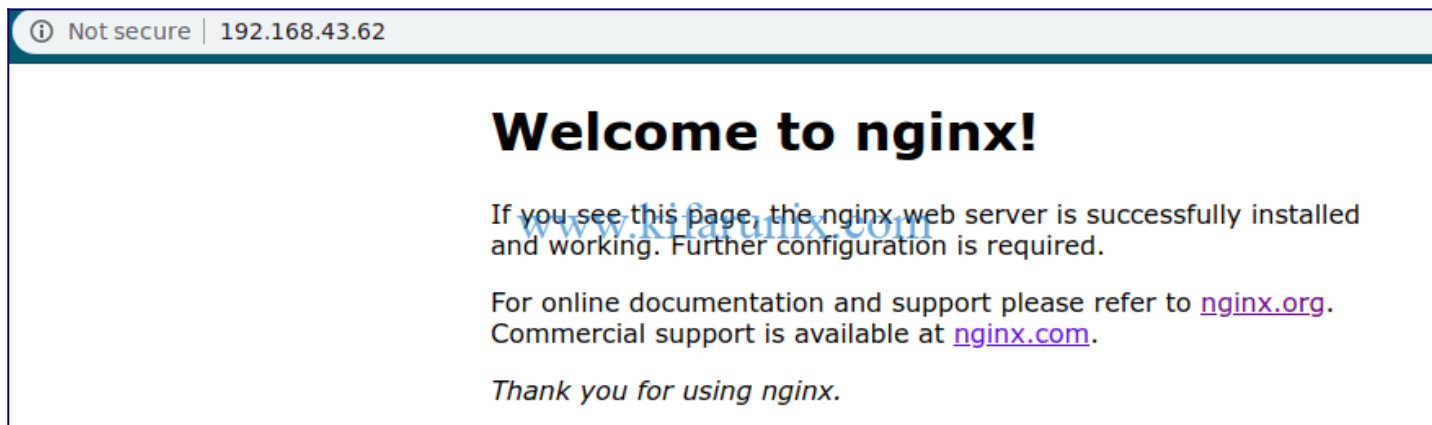 Not secure | 192.168.43.62
Welcome to nginx!
If you see this page, the nginx web server is successfully installed
www.kifarunix.com
and working. Further configuration is required.
For online documentation and support please refer to nginx.org.
Commercial support is available at nginx.com.
Thank you for using nginx.